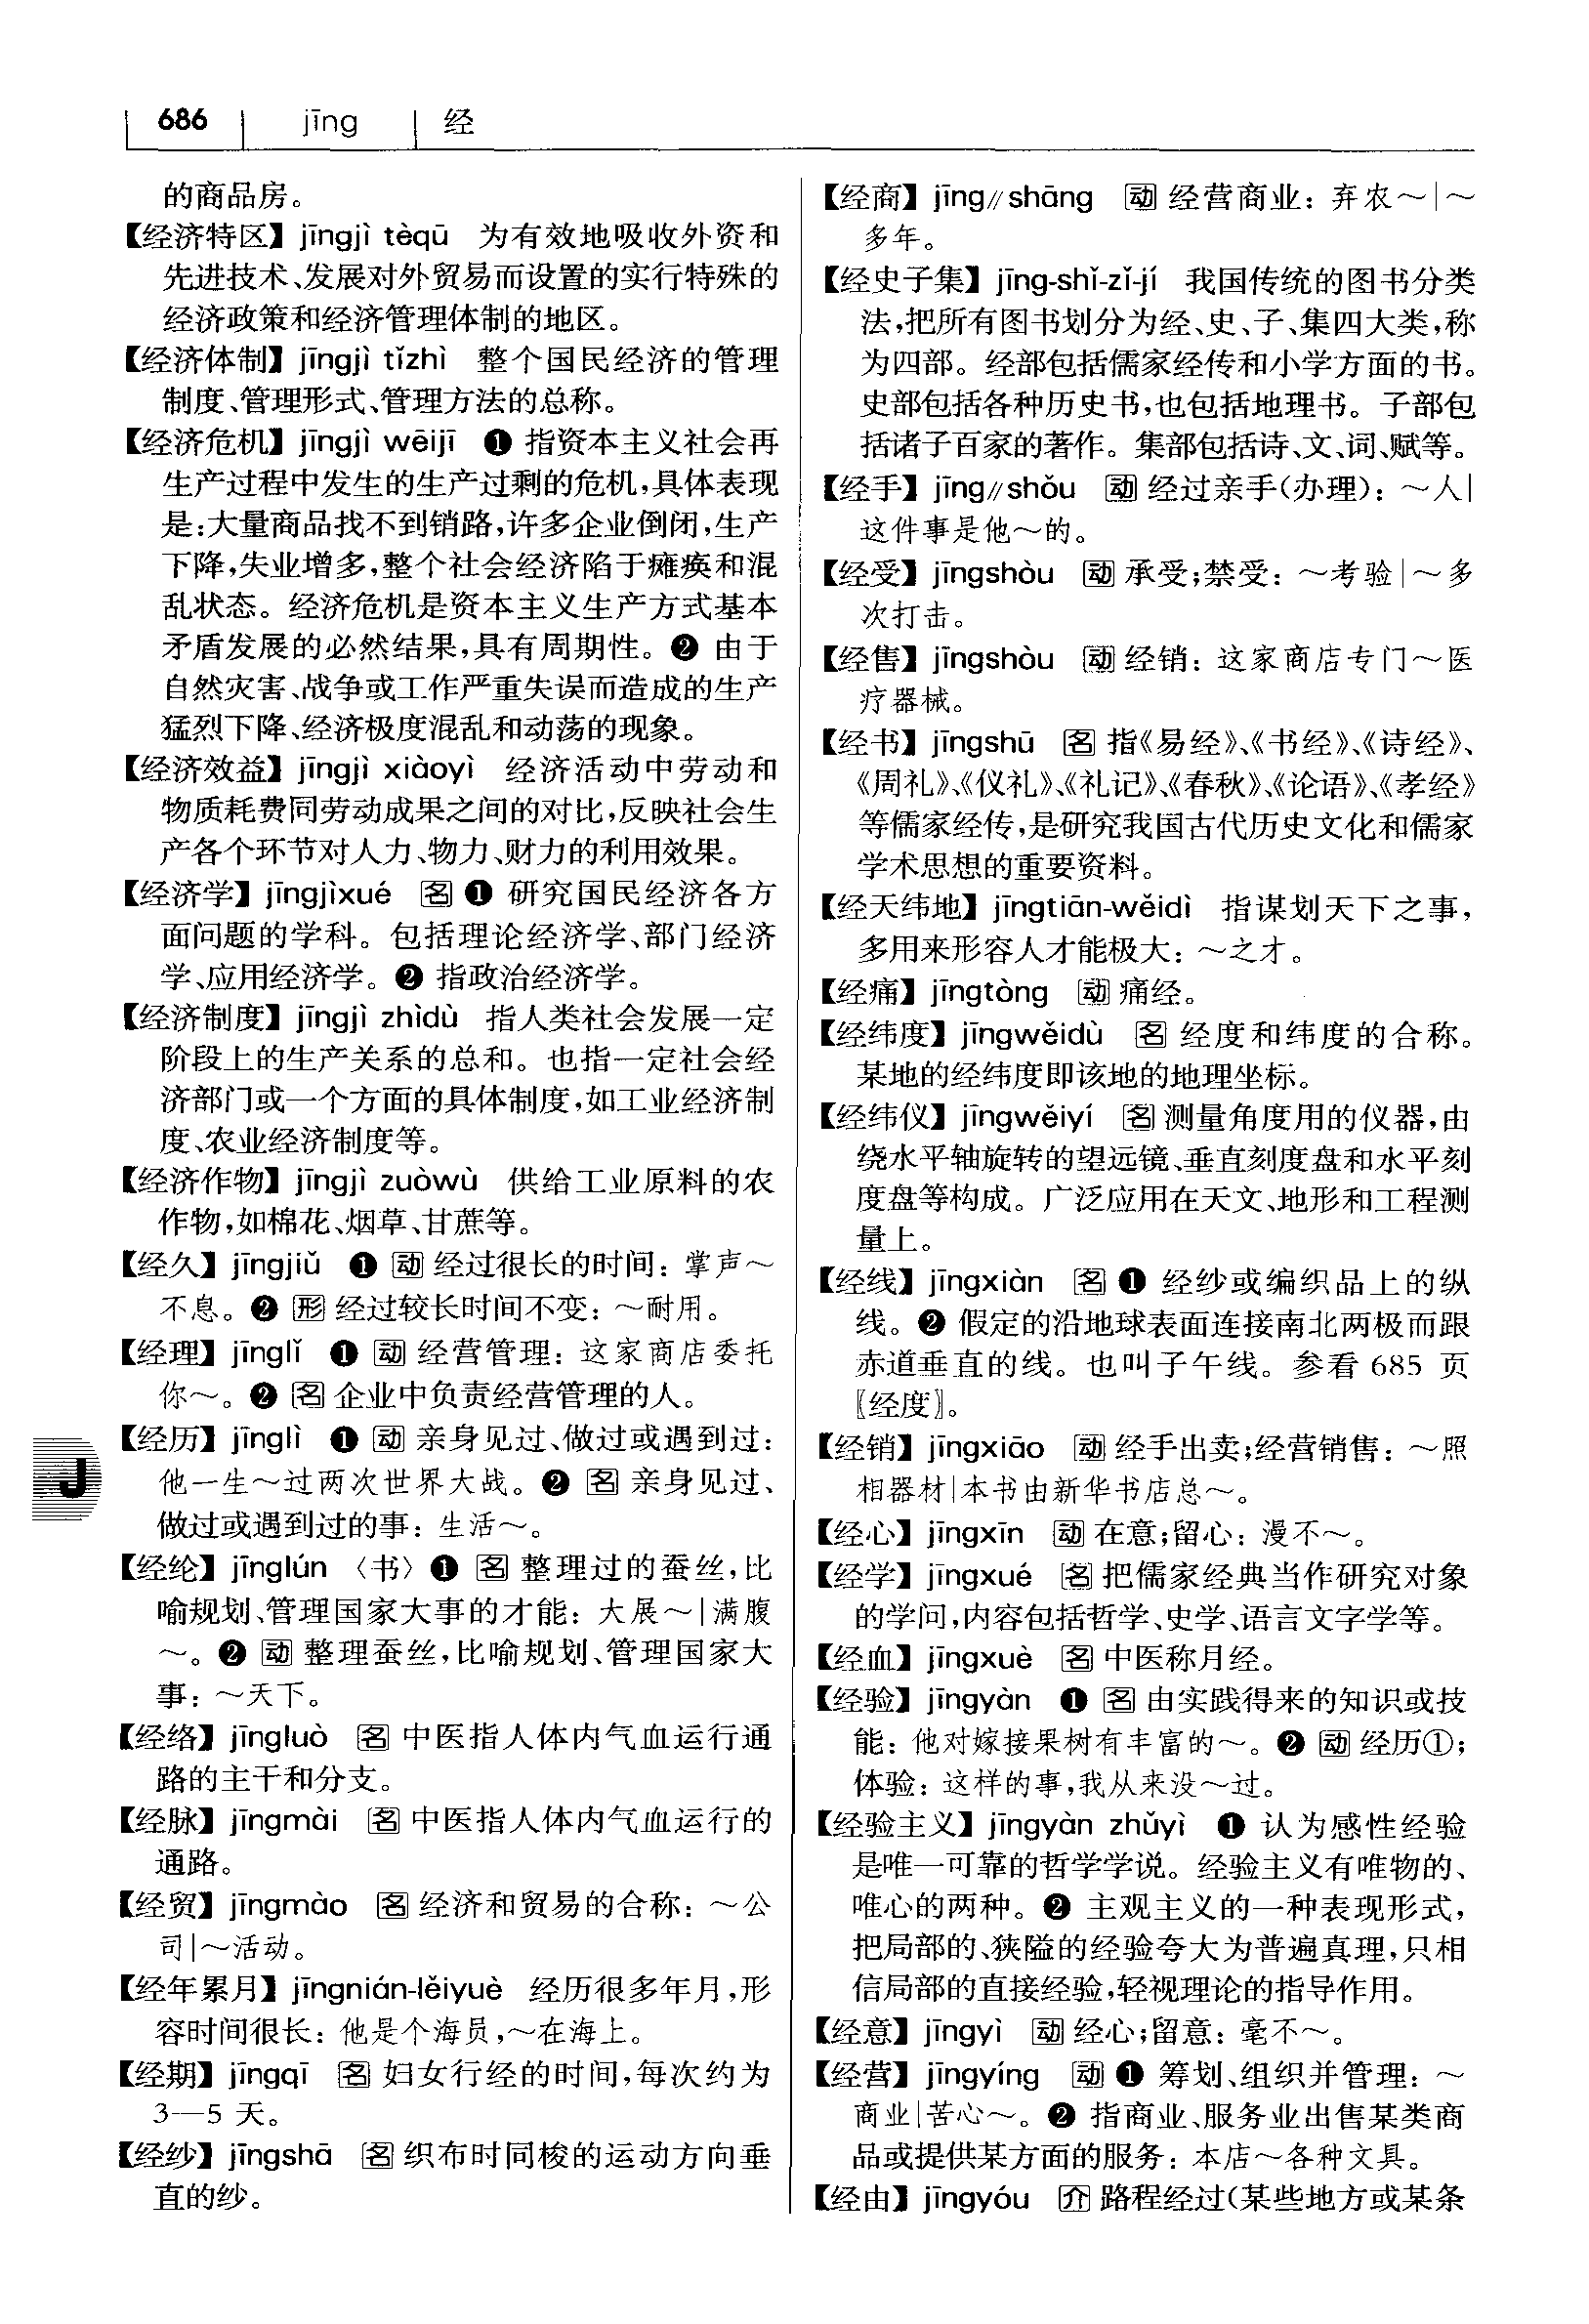 686 jīng 经
的商品房。
【经济特区】jīngjì tèqū 为有效地吸收外资和
先进技术、发展对外贸易而设置的实行特殊的
经济政策和经济管理体制的地区。
【经济体制】jīngjì tǐzhì 整个国民经济的管理
制度、管理形式、管理方法的总称。
【经济危机】jīngjì wēijī ❶ 指资本主义社会再
生产过程中发生的生产过剩的危机,具体表现
是:大量商品找不到销路,许多企业倒闭,生产
下降,失业增多,整个社会经济陷于瘫痪和混
乱状态。经济危机是资本主义生产方式基本
矛盾发展的必然结果,具有周期性。❷ 由于
自然灾害、战争或工作严重失误而造成的生产
猛烈下降、经济极度混乱和动荡的现象。
【经济效益】jīngjì xiàoyì 经济活动中劳动和
物质耗费同劳动成果之间的对比,反映社会生
产各个环节对人力、物力、财力的利用效果。
【经济学】jīngjìxué 名 ❶ 研究国民经济各方
面问题的学科。包括理论经济学、部门经济
学、应用经济学。❷ 指政治经济学。
【经济制度】jīngjì zhìdù 指人类社会发展一定
阶段上的生产关系的总和。也指一定社会经
济部门或一个方面的具体制度,如工业经济制
度、农业经济制度等。
【经济作物】jīngjì zuòwù 供给工业原料的农
作物,如棉花、烟草、甘蔗等。
【经久】jīngjiǔ ❶ 动 经过很长的时间: 掌声～
不息。❷ 形 经过较长时间不变: ～耐用。
【经理】jīnglǐ ❶ 动 经营管理: 这家商店委托
你～。❷ 名 企业中负责经营管理的人。
【经历】jīnglì ❶ 动 亲身见过、做过或遇到过:
他一生～过两次世界大战。❷ 名 亲身见过、
做过或遇到过的事: 生活～。
【经纶】jīnglún 〈书〉❶ 名 整理过的蚕丝,比
喻规划、管理国家大事的才能: 大展～|满腹
～。❷ 动 整理蚕丝,比喻规划、管理国家大
事: ～天下。
【经络】jīngluò 名 中医指人体内气血运行通
路的主干和分支。
【经脉】jīngmài 名 中医指人体内气血运行的
通路。
【经贸】jīngmào 名 经济和贸易的合称: ～公
司|～活动。
【经年累月】jīngnián-lěiyuè 经历很多年月,形
容时间很长: 他是个海员,～在海上。
【经期】jīngqī 名 妇女行经的时间,每次约为
3—5 天。
【经纱】jīngshā 名 织布时同梭的运动方向垂
直的纱。
J
【经商】jīng∥shāng 动 经营商业: 弃农～|～
多年。
【经史子集】jīng-shǐ-zǐ-jí 我国传统的图书分类
法,把所有图书划分为经、史、子、集四大类,称
为四部。经部包括儒家经传和小学方面的书。
史部包括各种历史书,也包括地理书。子部包
括诸子百家的著作。集部包括诗、文、词、赋等。
【经手】jīng∥shǒu 动 经过亲手(办理): ～人|
这件事是他～的。
【经受】jīngshòu 动 承受;禁受: ～考验|～多
次打击。
【经售】jīngshòu 动 经销: 这家商店专门～医
疗器械。
【经书】jīngshū 名 指《易经》、《书经》、《诗经》、
《周礼》、《仪礼》、《礼记》、《春秋》、《论语》、《孝经》
等儒家经传,是研究我国古代历史文化和儒家
学术思想的重要资料。
【经天纬地】jīngtiān-wěidì 指谋划天下之事,
多用来形容人才能极大: ～之才。
【经痛】jīngtòng 动 痛经。
【经纬度】jīngwěidù 名 经度和纬度的合称。
某地的经纬度即该地的地理坐标。
【经纬仪】jīngwěiyí 名 测量角度用的仪器,由
绕水平轴旋转的望远镜、垂直刻度盘和水平刻
度盘等构成。广泛应用在天文、地形和工程测
量上。
【经线】jīngxiàn 名 ❶ 经纱或编织品上的纵
线。❷ 假定的沿地球表面连接南北两极而跟
赤道垂直的线。也叫子午线。参看 685 页
〖经度〗。
【经销】jīngxiāo 动 经手出卖;经营销售: ～照
相器材|本书由新华书店总～。
【经心】jīngxīn 动 在意;留心: 漫不～。
【经学】jīngxué 名 把儒家经典当作研究对象
的学问,内容包括哲学、史学、语言文字学等。
【经血】jīngxuè 名 中医称月经。
【经验】jīngyàn ❶ 名 由实践得来的知识或技
能: 他对嫁接果树有丰富的～。❷ 动 经历①;
体验: 这样的事,我从来没～过。
【经验主义】jīngyàn zhǔyì ❶ 认为感性经验
是唯一可靠的哲学学说。经验主义有唯物的、
唯心的两种。❷ 主观主义的一种表现形式,
把局部的、狭隘的经验夸大为普遍真理,只相
信局部的直接经验,轻视理论的指导作用。
【经意】jīngyì 动 经心;留意: 毫不～。
【经营】jīngyíng 动 ❶ 筹划、组织并管理: ～
商业|苦心～。❷ 指商业、服务业出售某类商
品或提供某方面的服务: 本店～各种文具。
【经由】jīngyóu 介 路程经过(某些地方或某条